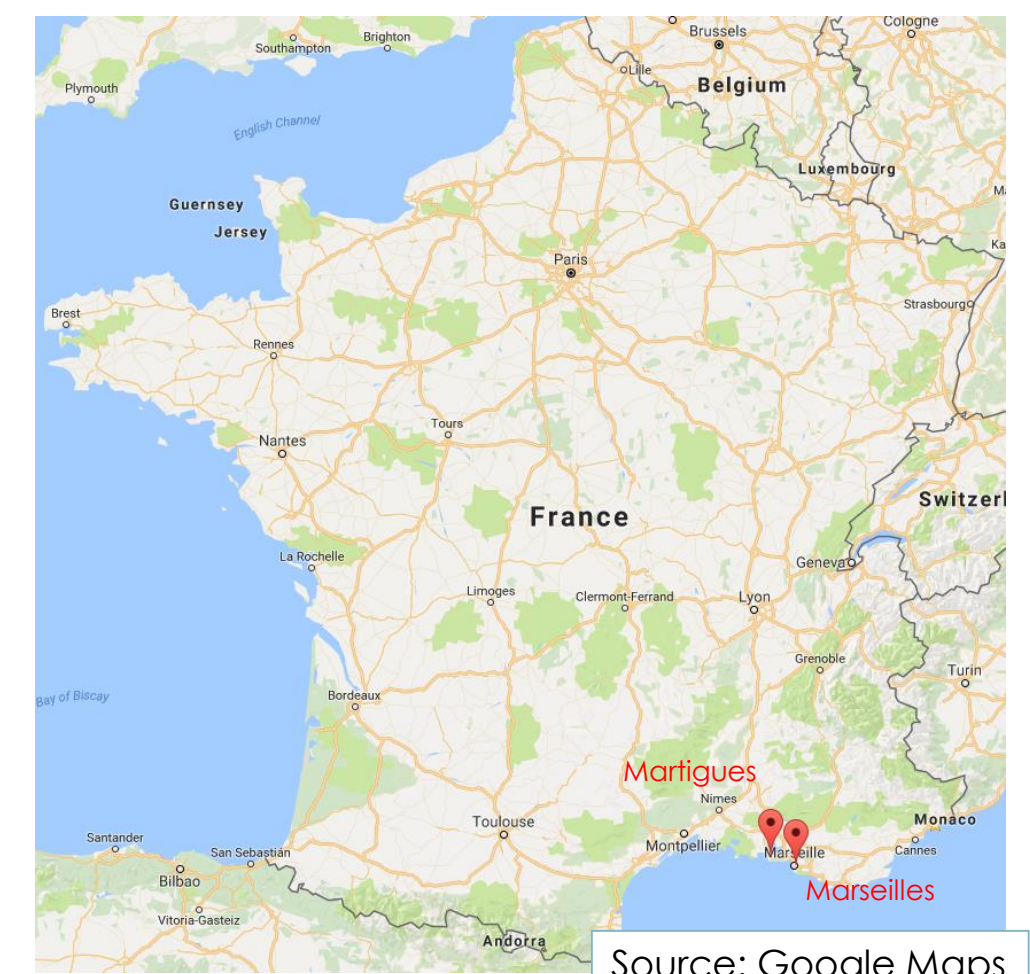 Cologne
Brussels
Brighton
Southampton
Lille
Plymouth
Belgium
English Channel
Luxembourg
Guernsey
Jersey
Paris
Strasbourg
Brest
Rennes
Tours
Nantes
France
Switzerl
La Rochelle
Geneva
Limoges
Clermont-Ferrand
Lyon
Grenoble
Turin
Bay of Biscay
Bordeaux
Martigues
Nimes
Monaco
Toulouse
Santander
San Sebastián
Montpellier
Marseille
Cannes
Bilbao
Marseilles
Vitoria-Gasteiz
Andorra
Source: Google Maps